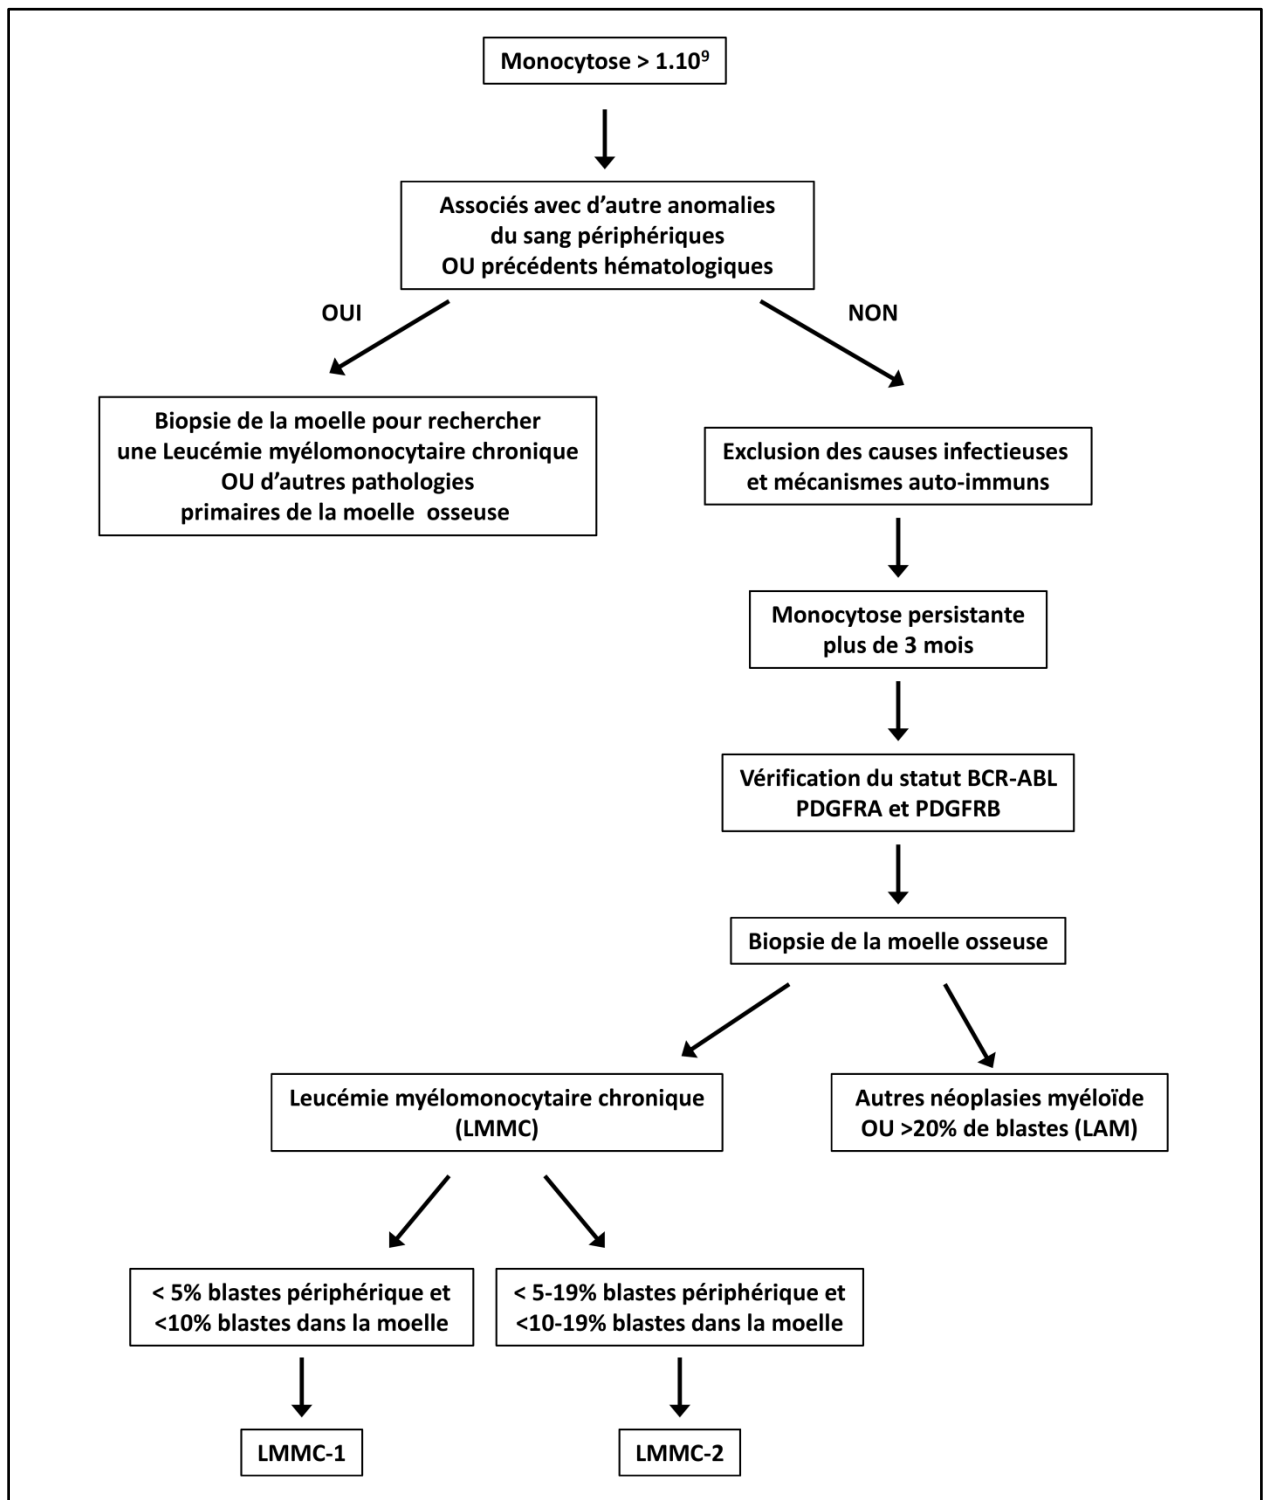 Monocytose > 1.10⁹
Associés avec d'autre anomalies
du sang périphériques
OU précédents hématologiques
OUI
NON
Biopsie de la moelle pour rechercher
une Leucémie myélomonocytaire chronique
OU d'autres pathologies
primaires de la moelle osseuse
Exclusion des causes infectieuses
et mécanismes auto-immuns
Monocytose persistante
plus de 3 mois
Vérification du statut BCR-ABL
PDGFRA et PDGFRB
Biopsie de la moelle osseuse
Leucémie myélomonocytaire chronique
(LMMC)
Autres néoplasies myéloïde
OU >20% de blastes (LAM)
< 5% blastes périphérique et
<10% blastes dans la moelle
< 5-19% blastes périphérique et
<10-19% blastes dans la moelle
LMMC-1
LMMC-2